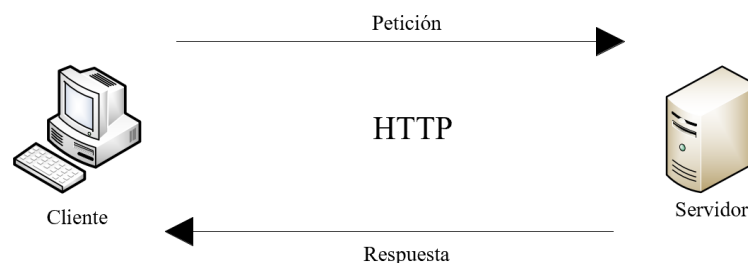 Petición
HTTP
Cliente
Servidor
Respuesta